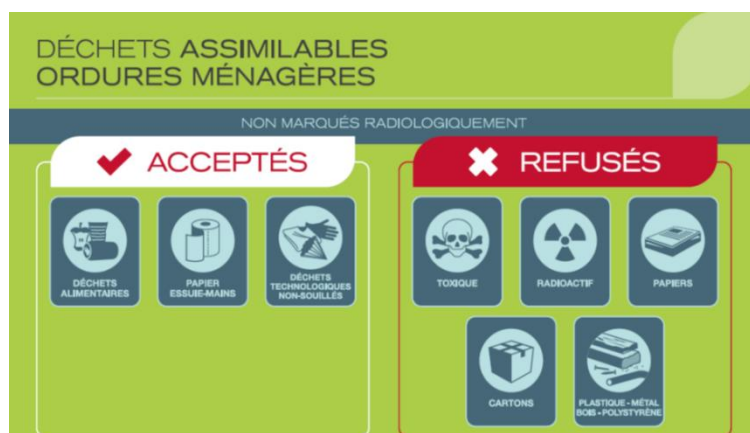 DÉCHETS ASSIMILABLES
ORDURES MÉNAGÈRES
NON MARQUÉS RADIOLOGIQUEMENT
ACCEPTÉS
REFUSÉS
DÉCHETS
ALIMENTAIRES
PAPIER
ESSUIE-MAINS
DÉCHETS
TECHNOLOGIQUES
NON-SOUILLÉS
TOXIQUE
RADIOACTIF
PAPIERS
CARTONS
PLASTIQUE - MÉTAL
BOIS - POLYSTYRÈNE